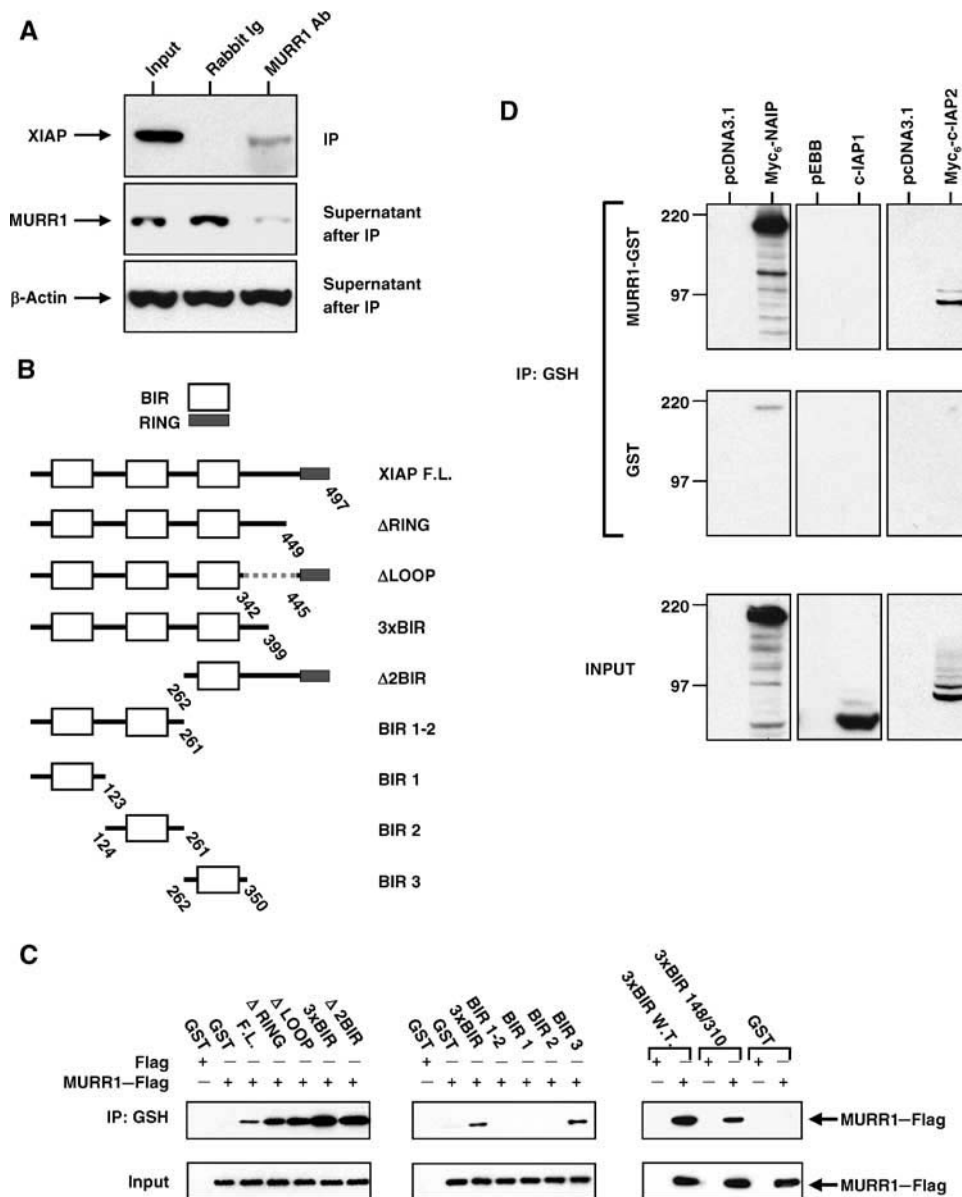 A
Input
Rabbit Ig
MURR1 Ab
XIAP
IP
MURR1
Supernatant
after IP
β-Actin
Supernatant
after IP
B
BIR
RING
XIAP F.L.
497
ΔRING
449
ΔLOOP
342
445
3xBIR
399
Δ2BIR
262
BIR 1-2
261
BIR 1
123
BIR 2
124
261
BIR 3
262
350
D
pcDNA3.1
Myc6-NAIP
pEBB
c-IAP1
pcDNA3.1
Myc6-c-IAP2
IP: GSH
MURR1-GST
220
97
GST
220
97
INPUT
220
97
C
GST
GST
F.L.
Δ RING
Δ LOOP
3xBIR
Δ 2BIR
GST
GST
3xBIR
BIR 1-2
BIR 1
BIR 2
BIR 3
3xBIR W.T.
3xBIR 148/310
GST
Flag + – – – – – – + – – – – – – + – + – + –
MURR1–Flag – + + + + + + – + + + + + + – + – + – +
IP: GSH
MURR1–Flag
Input
MURR1–Flag